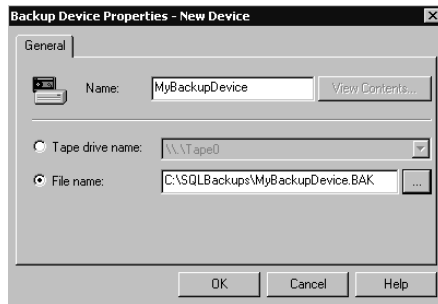 Backup Device Properties - New Device
General
Name: MyBackupDevice View Contents...
Tape drive name: \\.\Tape0
File name: C:\SQLBackups\MyBackupDevice.BAK ...
OK Cancel Help